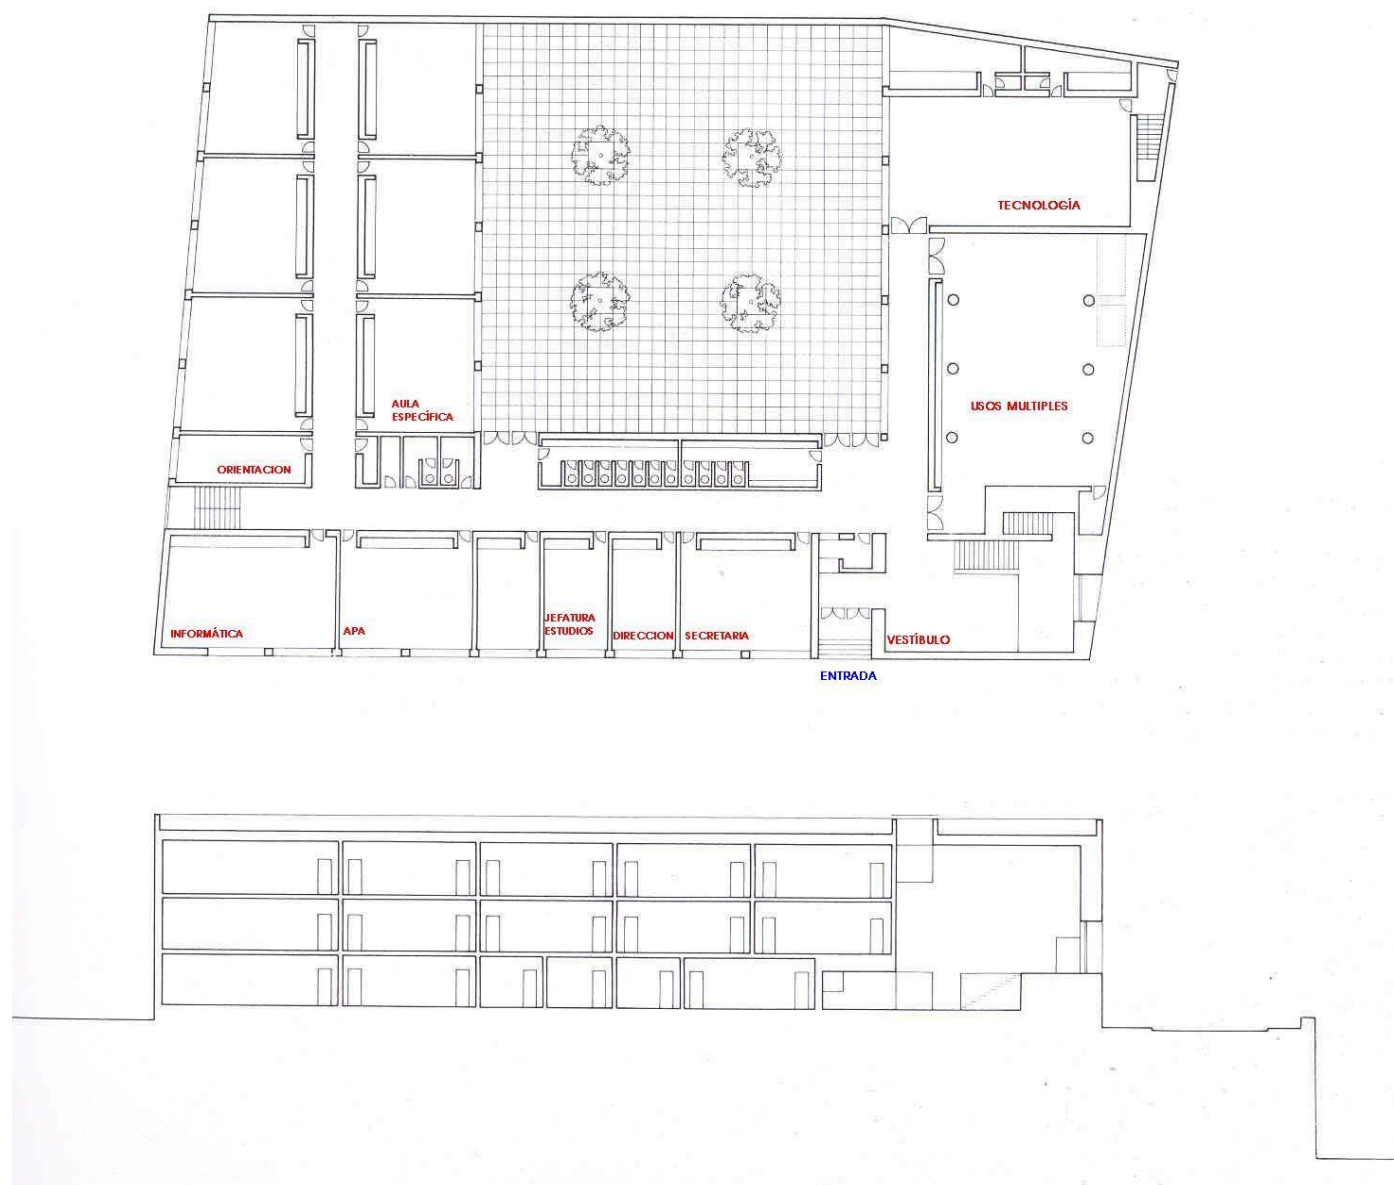 TECNOLOGÍA
AULA
ESPECÍFICA
USOS MULTIPLES
ORIENTACION
INFORMÁTICA
APA
JEFATURA
ESTUDIOS
DIRECCION
SECRETARIA
VESTÍBULO
ENTRADA